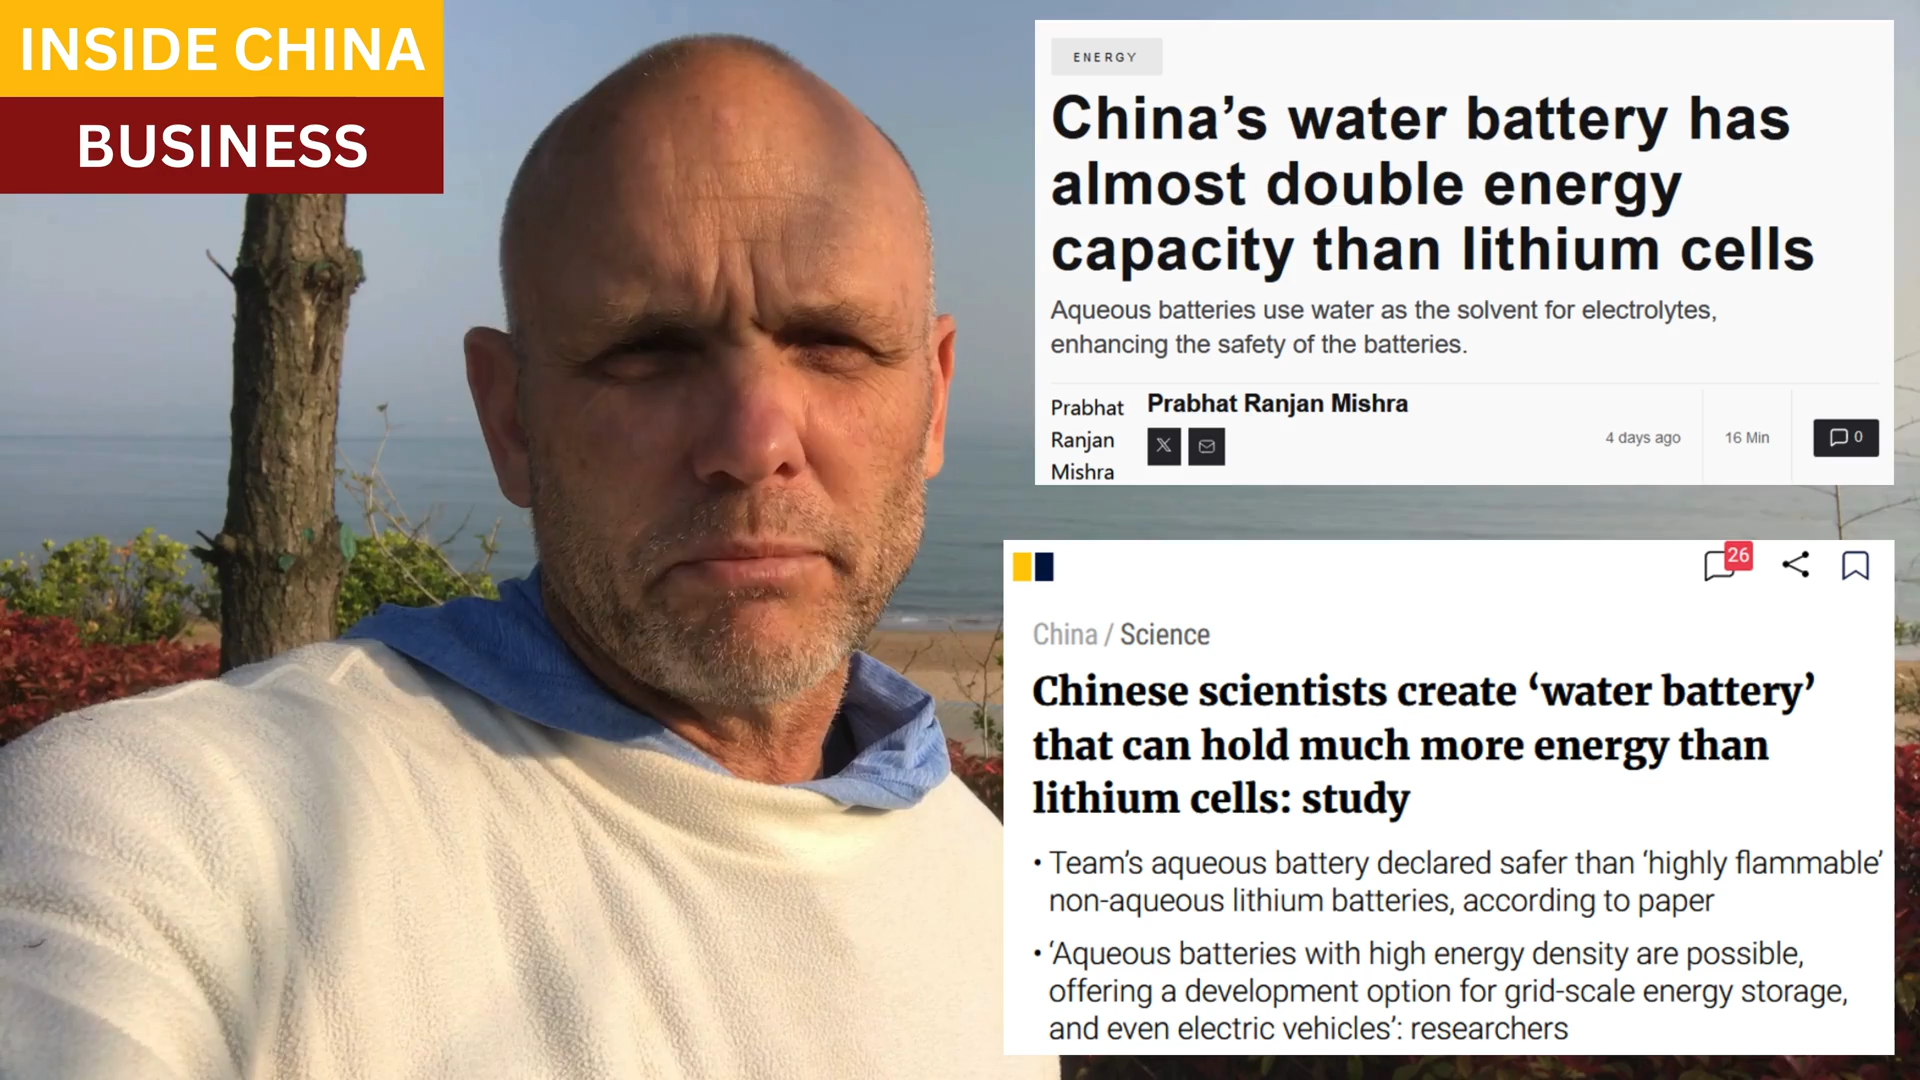 INSIDE CHINA
BUSINESS
ENERGY
China's water battery has
almost double energy
capacity than lithium cells
Aqueous batteries use water as the solvent for electrolytes,
enhancing the safety of the batteries.
Prabhat
Ranjan
Mishra
Prabhat Ranjan Mishra
4 days ago
16 Min
0
26
China / Science
Chinese scientists create ‘water battery’
that can hold much more energy than
lithium cells: study
• Team’s aqueous battery declared safer than ‘highly flammable’
non-aqueous lithium batteries, according to paper
• ‘Aqueous batteries with high energy density are possible,
offering a development option for grid-scale energy storage,
and even electric vehicles’: researchers